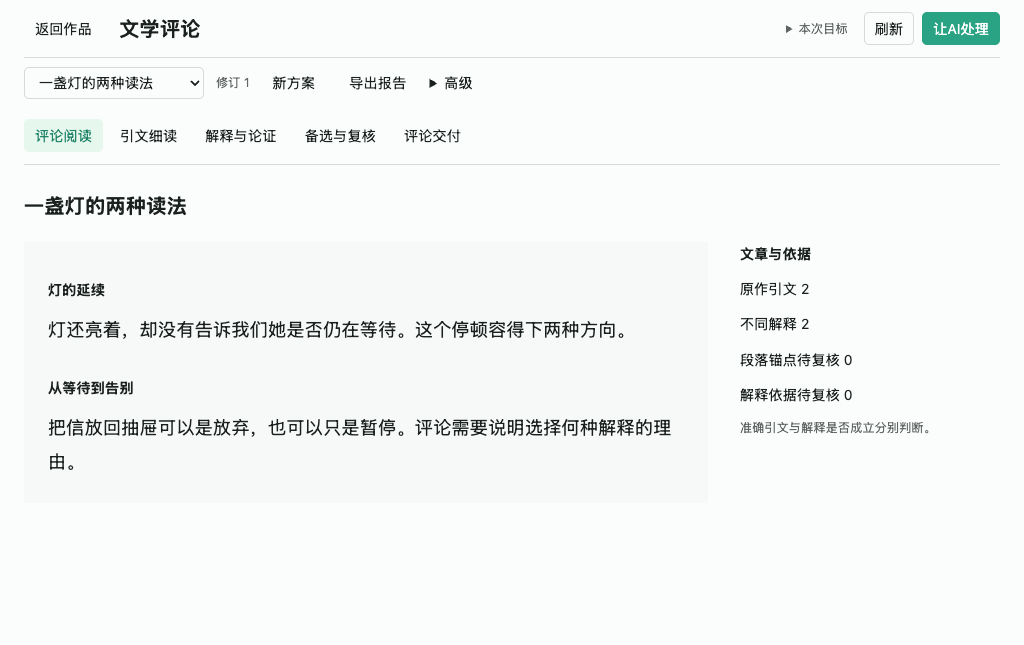 返回作品
文学评论
本次目标
刷新
让AI处理
一盏灯的两种读法
修订 1
新方案
导出报告
高级
评论阅读
引文细读
解释与论证
备选与复核
评论交付
一盏灯的两种读法
灯的延续
灯还亮着，却没有告诉我们她是否仍在等待。这个停顿容得下两种方向。
从等待到告别
把信放回抽屉可以是放弃，也可以只是暂停。评论需要说明选择何种解释的理
由。
文章与依据
原作引文 2
不同解释 2
段落锚点待复核 0
解释依据待复核 0
准确引文与解释是否成立分别判断。